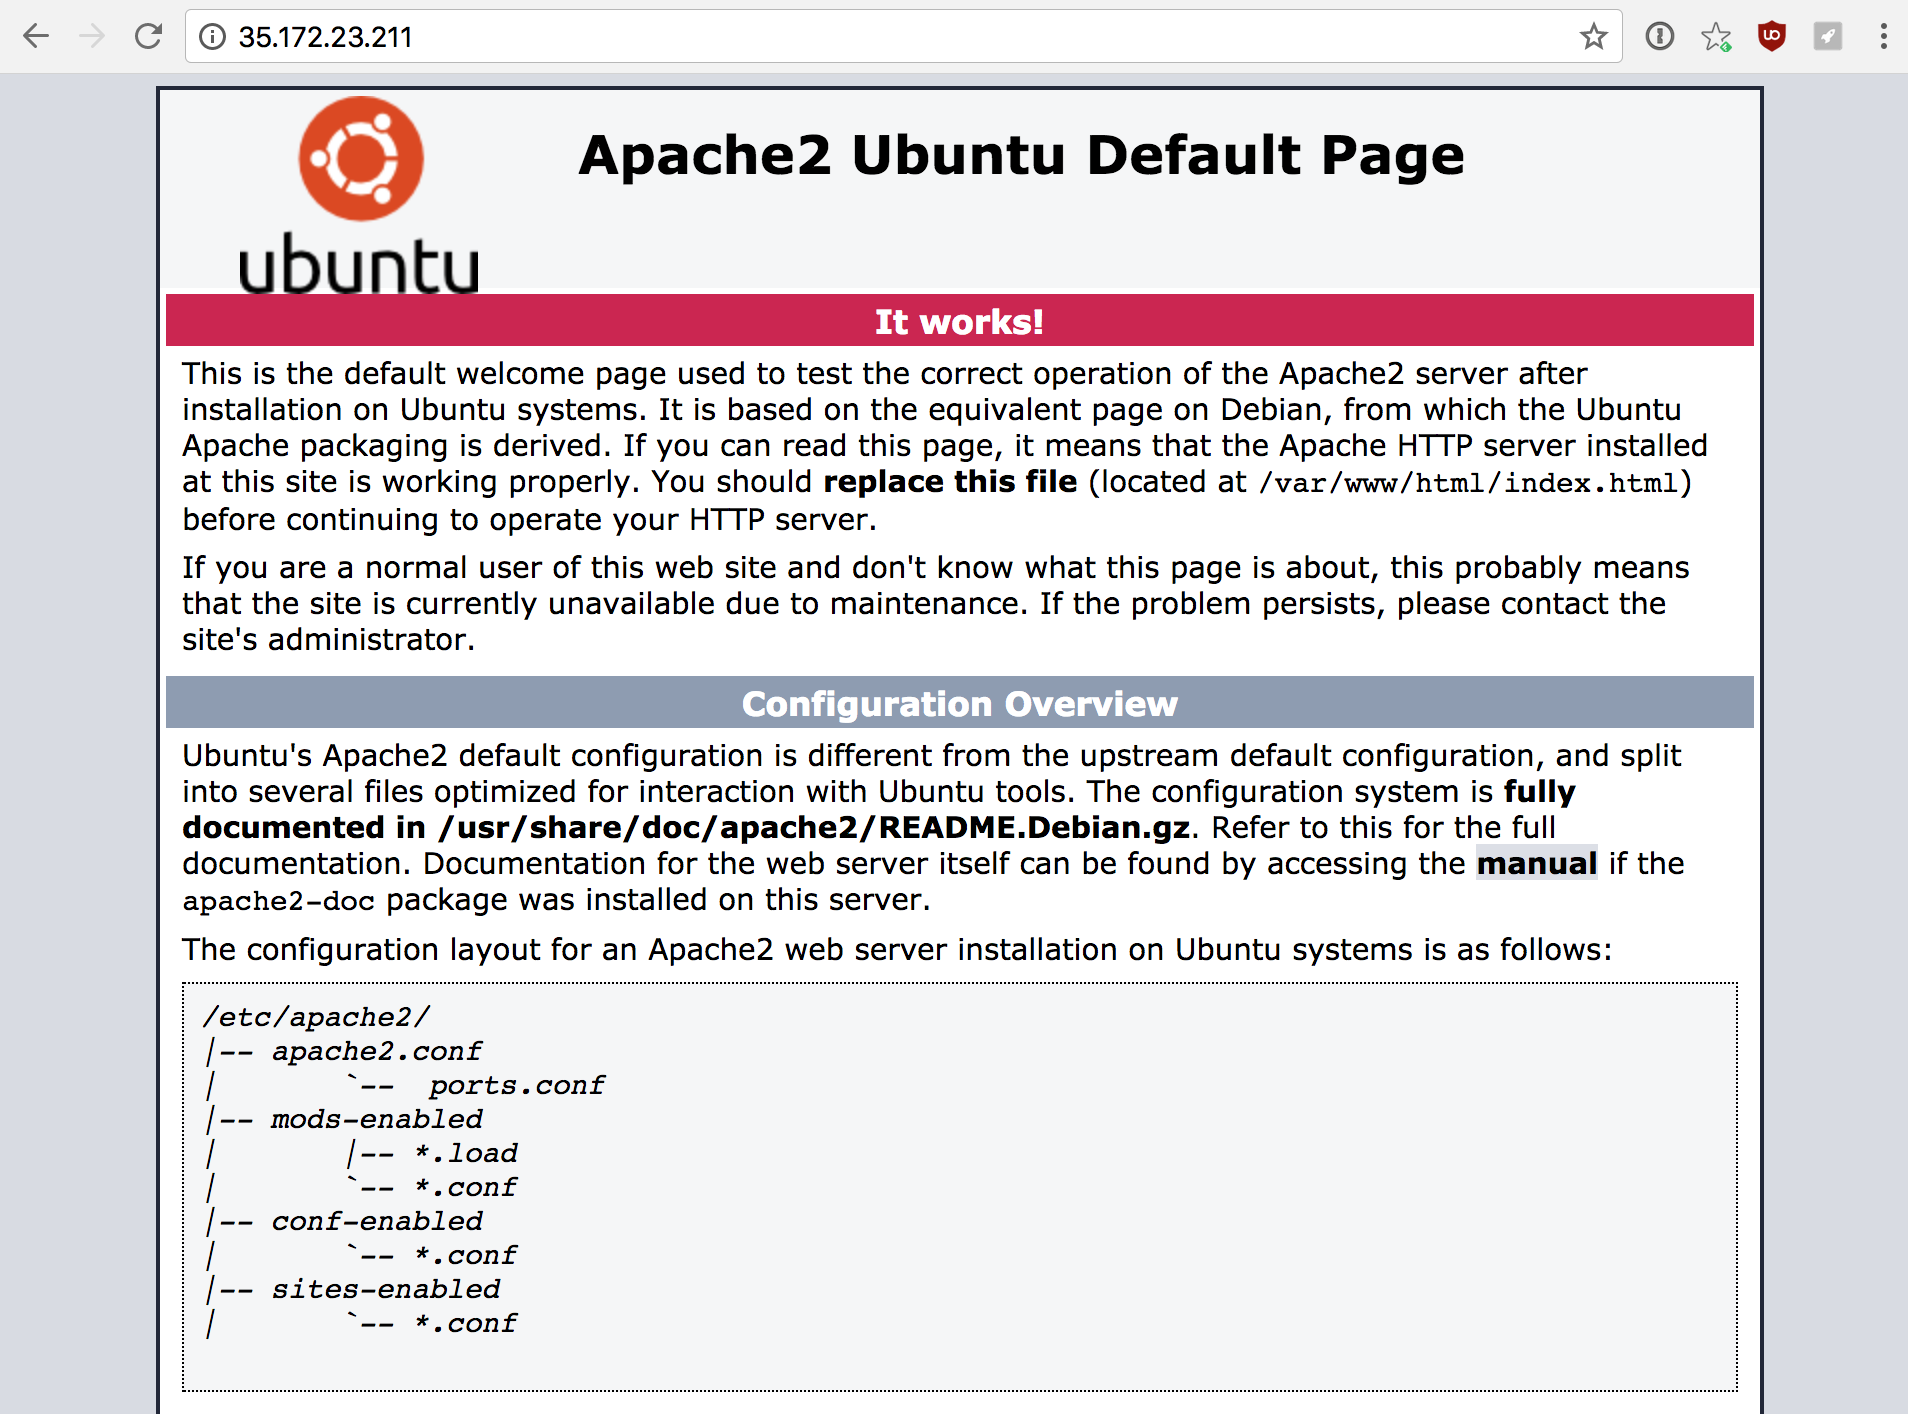 35.172.23.211
Apache2 Ubuntu Default Page
ubuntu
It works!
This is the default welcome page used to test the correct operation of the Apache2 server after
installation on Ubuntu systems. It is based on the equivalent page on Debian, from which the Ubuntu
Apache packaging is derived. If you can read this page, it means that the Apache HTTP server installed
at this site is working properly. You should replace this file (located at /var/www/html/index.html)
before continuing to operate your HTTP server.
If you are a normal user of this web site and don't know what this page is about, this probably means
that the site is currently unavailable due to maintenance. If the problem persists, please contact the
site's administrator.
Configuration Overview
Ubuntu's Apache2 default configuration is different from the upstream default configuration, and split
into several files optimized for interaction with Ubuntu tools. The configuration system is fully
documented in /usr/share/doc/apache2/README.Debian.gz. Refer to this for the full
documentation. Documentation for the web server itself can be found by accessing the manual if the
apache2-doc package was installed on this server.
The configuration layout for an Apache2 web server installation on Ubuntu systems is as follows:
/etc/apache2/
|-- apache2.conf
|       `--  ports.conf
|-- mods-enabled
|       |-- *.load
|       `-- *.conf
|-- conf-enabled
|       `-- *.conf
|-- sites-enabled
|       `-- *.conf